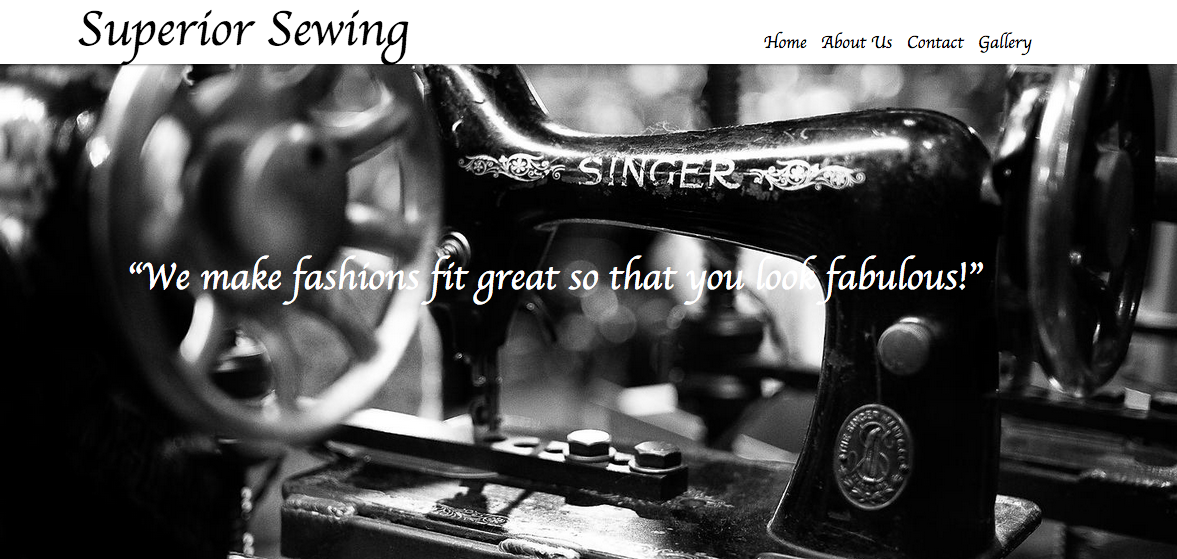 Superior Sewing
Home About Us Contact Gallery
SINGER
“We make fashions fit great so that you look fabulous!”